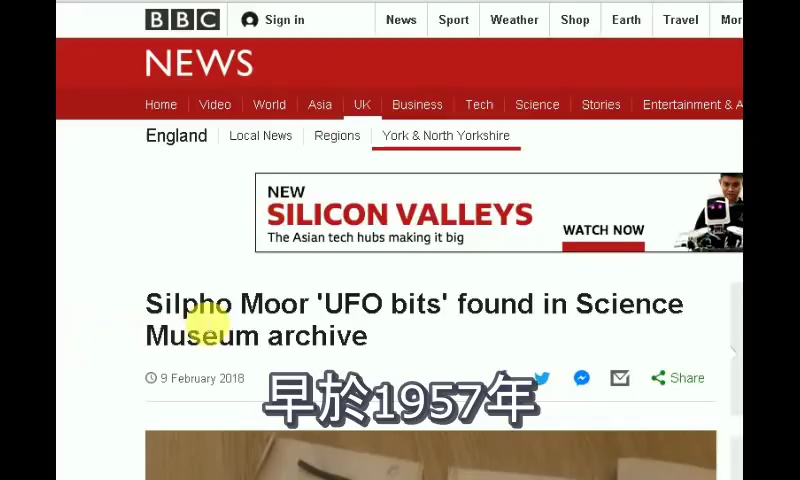 BBC Sign in News Sport Weather Shop Earth Travel Mor
NEWS
Home Video World Asia UK Business Tech Science Stories Entertainment & A
England Local News Regions York & North Yorkshire
NEW
SILICON VALLEYS
The Asian tech hubs making it big
WATCH NOW
Silpho Moor 'UFO bits' found in Science
Museum archive
9 February 2018
Share
早於1957年